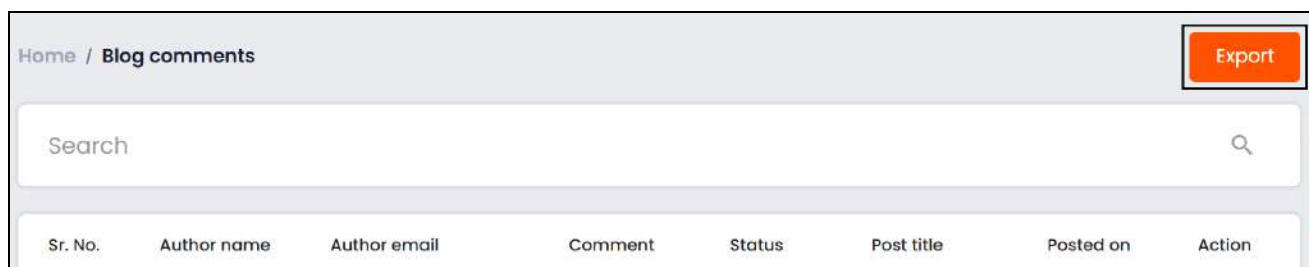 Home / Blog comments Export
Search
Sr. No. Author name Author email Comment Status Post title Posted on Action